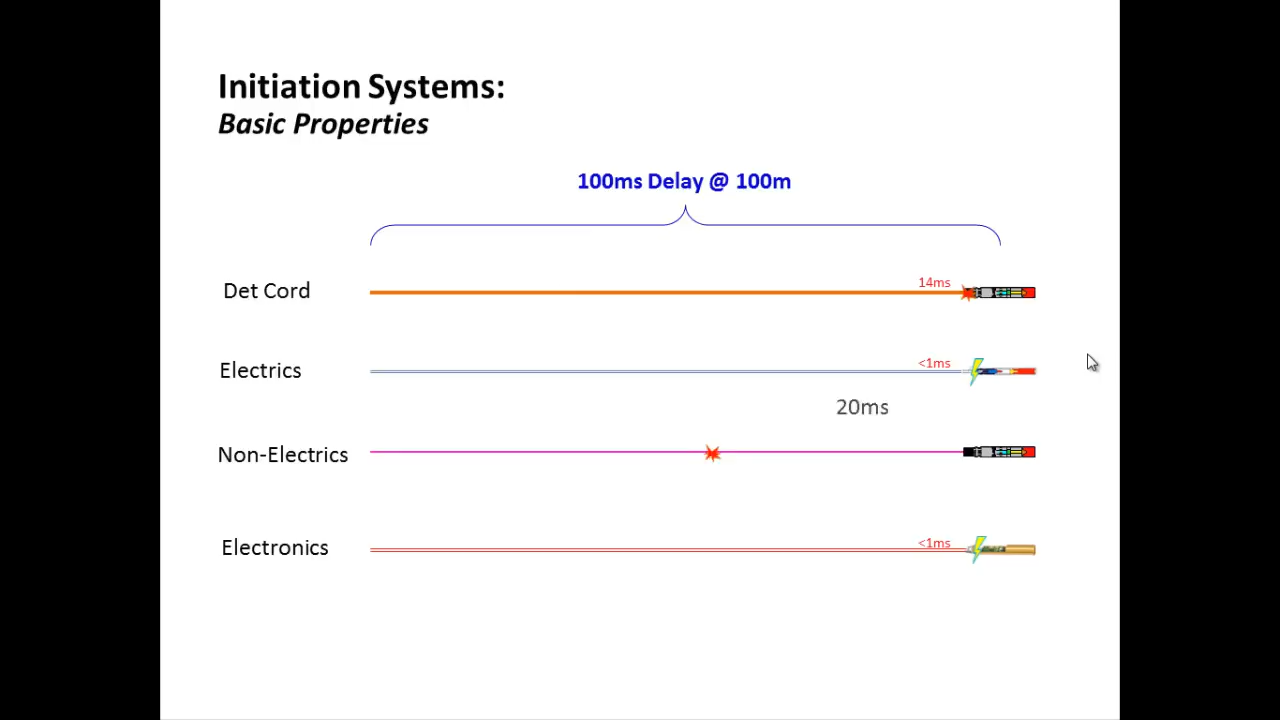 Initiation Systems:
Basic Properties
100ms Delay @ 100m
Det Cord
14ms
Electrics
<1ms
20ms
Non-Electrics
Electronics
<1ms